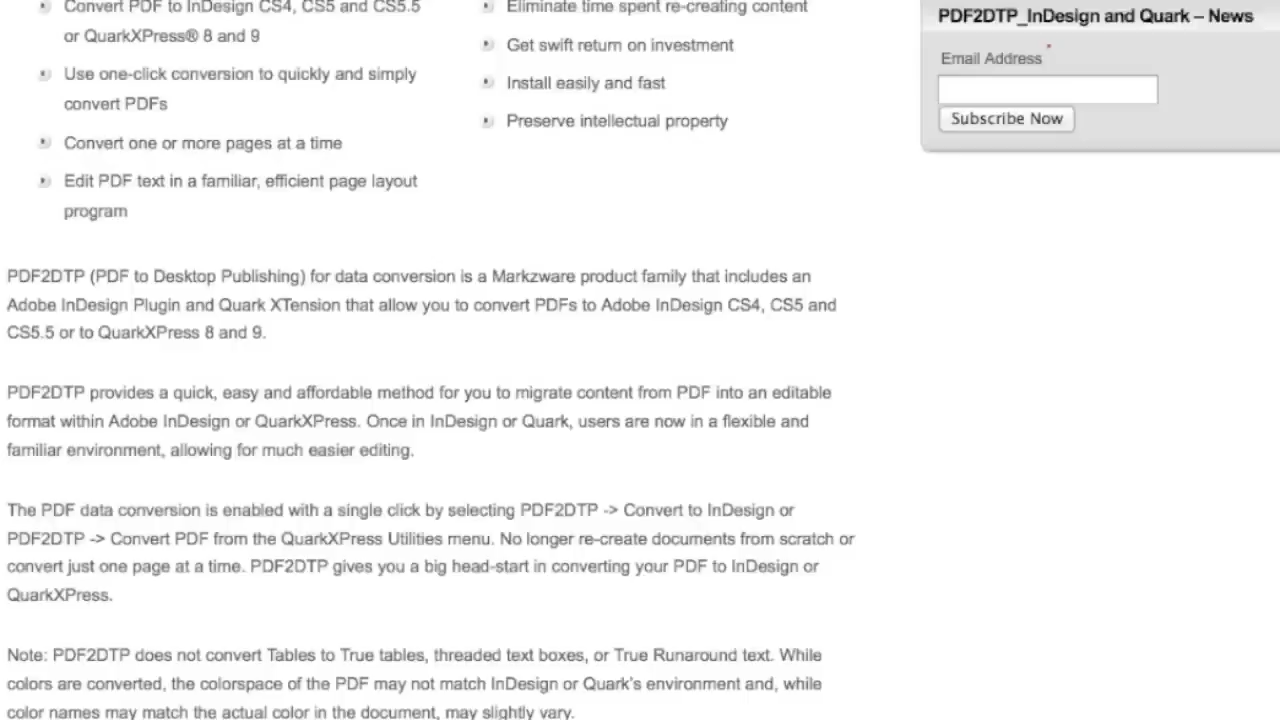 Convert PDF to InDesign CS4, CS5 and CS5.5
or QuarkXPress® 8 and 9
Use one-click conversion to quickly and simply
convert PDFs
Convert one or more pages at a time
Edit PDF text in a familiar, efficient page layout
program
Eliminate time spent re-creating content
Get swift return on investment
Install easily and fast
Preserve intellectual property
PDF2DTP_InDesign and Quark – News
Email Address *
Subscribe Now
PDF2DTP (PDF to Desktop Publishing) for data conversion is a Markzware product family that includes an
Adobe InDesign Plugin and Quark XTension that allow you to convert PDFs to Adobe InDesign CS4, CS5 and
CS5.5 or to QuarkXPress 8 and 9.
PDF2DTP provides a quick, easy and affordable method for you to migrate content from PDF into an editable
format within Adobe InDesign or QuarkXPress. Once in InDesign or Quark, users are now in a flexible and
familiar environment, allowing for much easier editing.
The PDF data conversion is enabled with a single click by selecting PDF2DTP -> Convert to InDesign or
PDF2DTP -> Convert PDF from the QuarkXPress Utilities menu. No longer re-create documents from scratch or
convert just one page at a time. PDF2DTP gives you a big head-start in converting your PDF to InDesign or
QuarkXPress.
Note: PDF2DTP does not convert Tables to True tables, threaded text boxes, or True Runaround text. While
colors are converted, the colorspace of the PDF may not match InDesign or Quark's environment and, while
color names may match the actual color in the document, may slightly vary.